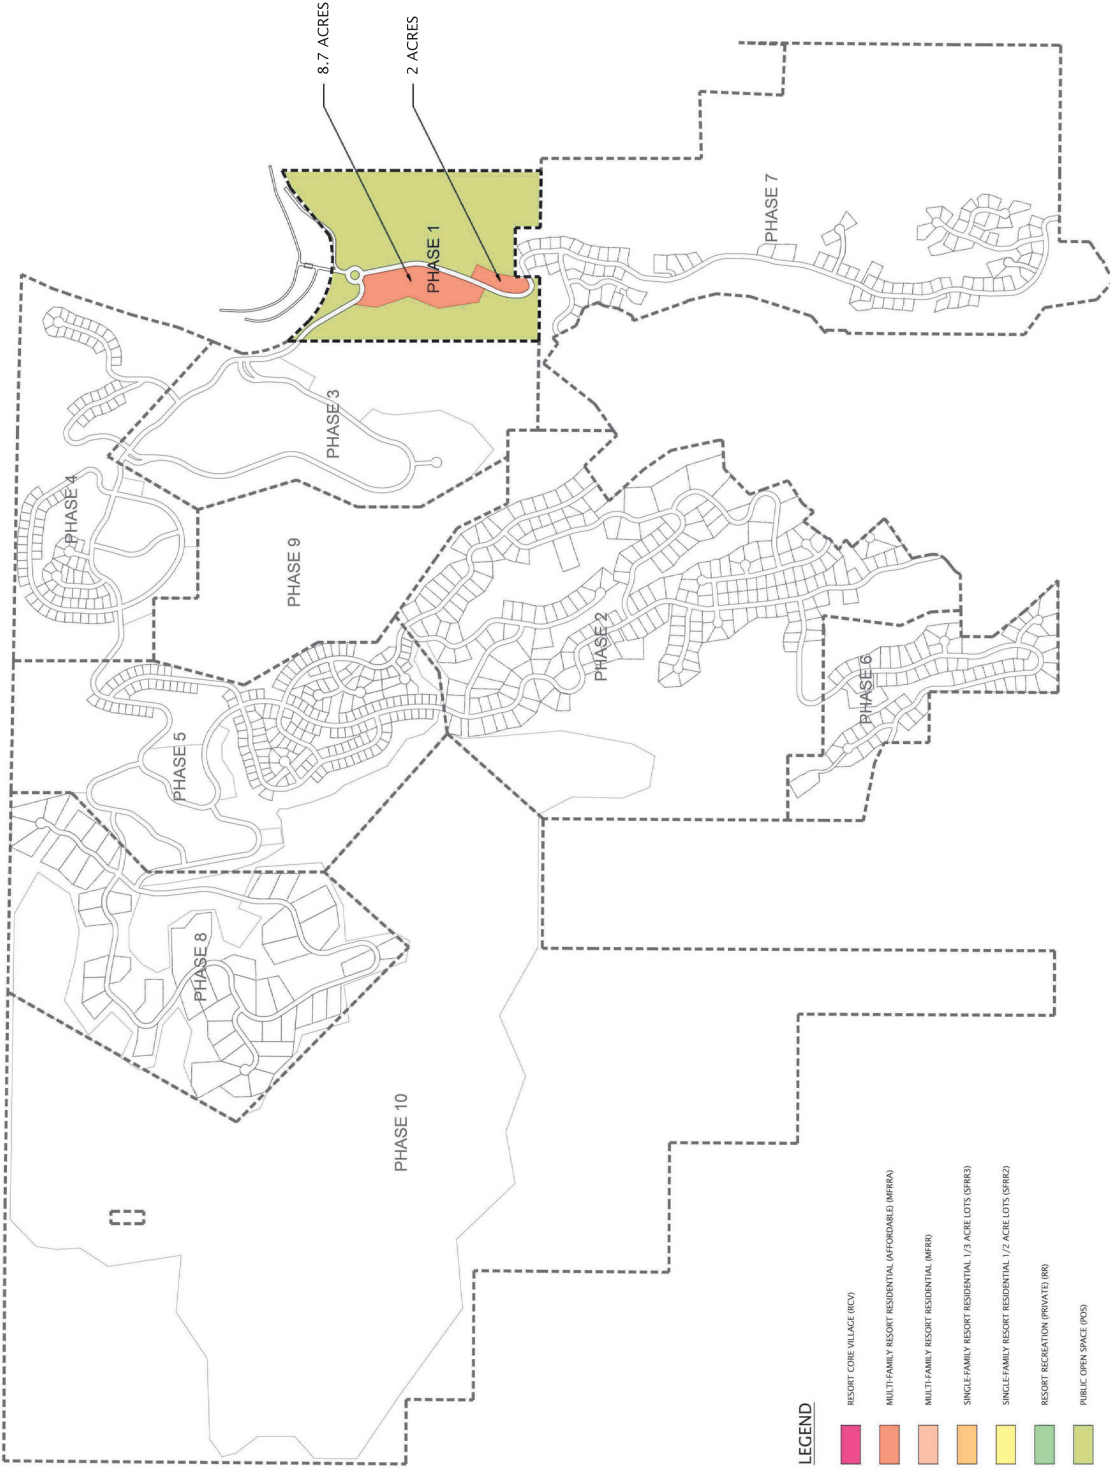 8.7 ACRES
2 ACRES
PHASE 1
PHASE 7
PHASE 3
PHASE 4
PHASE 9
PHASE 2
PHASE 6
PHASE 5
PHASE 8
PHASE 10
LEGEND
RESORT CORE VILLAGE (RCV)
MULTI-FAMILY RESORT RESIDENTIAL (AFFORDABLE) (MFRRA)
MULTI-FAMILY RESORT RESIDENTIAL (MFRR)
SINGLE-FAMILY RESORT RESIDENTIAL 1/3 ACRE LOTS (SFRR3)
SINGLE-FAMILY RESORT RESIDENTIAL 1/2 ACRE LOTS (SFRR2)
RESORT RECREATION (PRIVATE) (RR)
PUBLIC OPEN SPACE (POS)